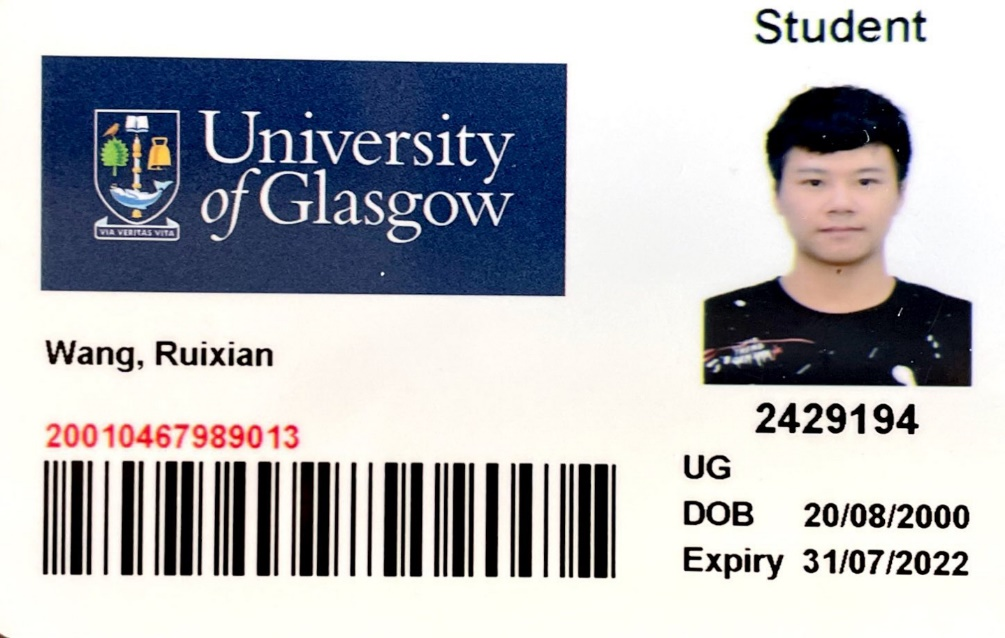 Student
University
of Glasgow
VIA VERITAS VITA
Wang, Ruixian
20010467989013
2429194
UG
DOB 20/08/2000
Expiry 31/07/2022